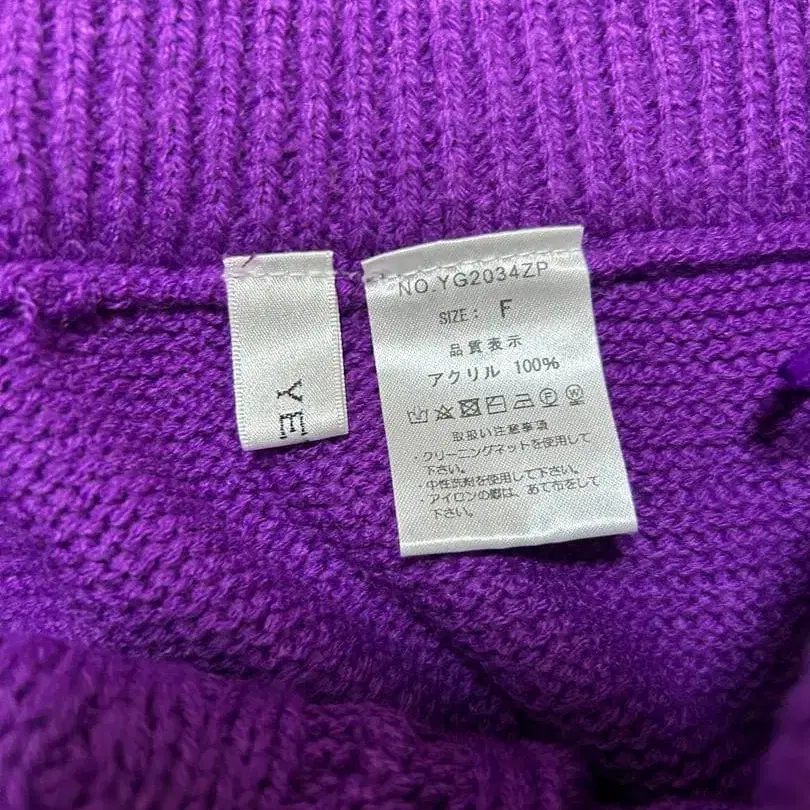 YE
NO.YG2034ZP
SIZE: F
品質表示
アクリル 100%
F W
取扱い注意事項
・クリーニングネットを使用して
下さい。
・中性洗剤を使用して下さい。
・アイロンの際は、あて布をして
下さい。